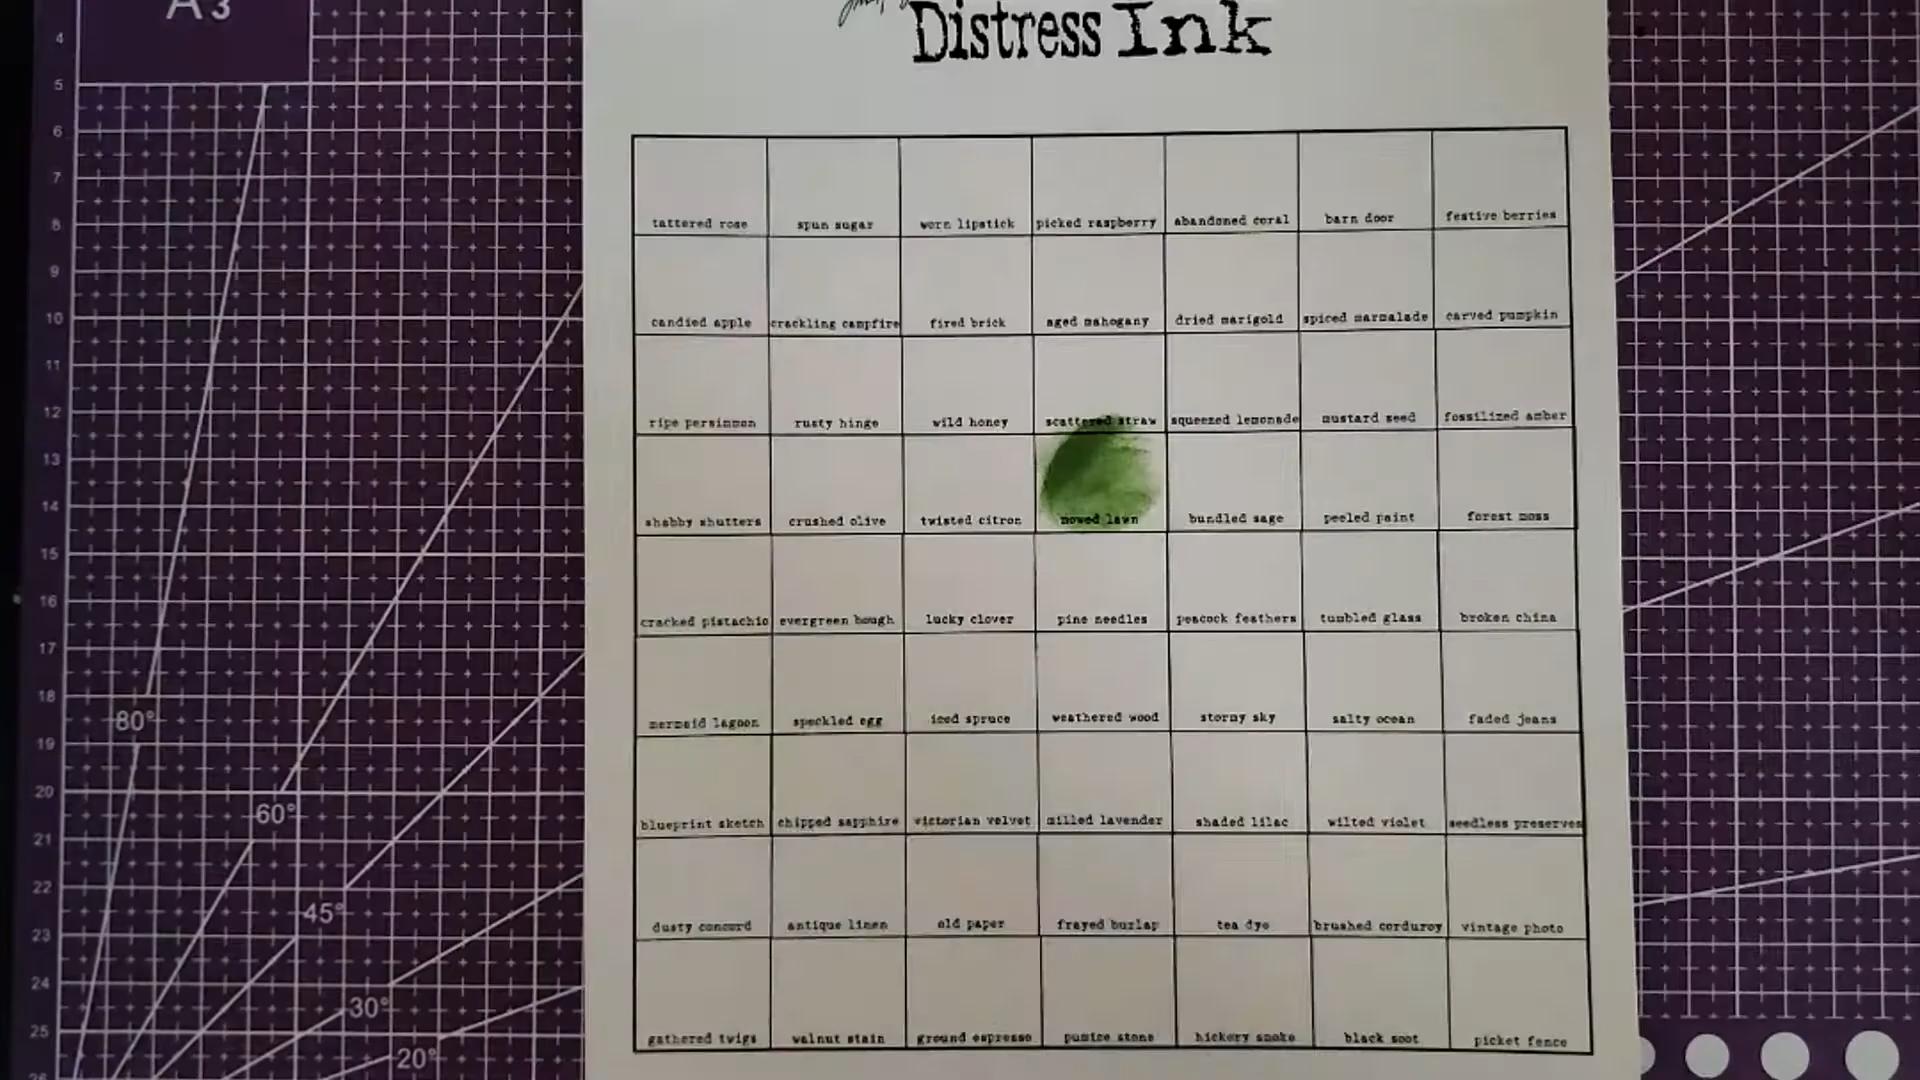 A3
Distress Ink
tattered rose spun sugar worn lipstick picked raspberry abandoned coral barn door festive berries
candied apple crackling campfire fired brick aged mahogany dried marigold spiced marmalade carved pumpkin
ripe persimmon rusty hinge wild honey scattered straw squeezed lemonade mustard seed fossilized amber
shabby shutters crushed olive twisted citron mowed lawn bundled sage peeled paint forest moss
cracked pistachio evergreen bough lucky clover pine needles peacock feathers tumbled glass broken china
mermaid lagoon speckled egg iced spruce weathered wood stormy sky salty ocean faded jeans
blueprint sketch chipped sapphire victorian velvet milled lavender shaded lilac wilted violet seedless preserves
dusty concord antique linen old paper frayed burlap tea dye brushed corduroy vintage photo
gathered twigs walnut stain ground espresso pumice stone hickory smoke black soot picket fence
4
5
6
7
8
9
10
11
12
13
14
15
16
17
18
19
20
21
22
23
24
25
80°
60°
45°
30°
20°